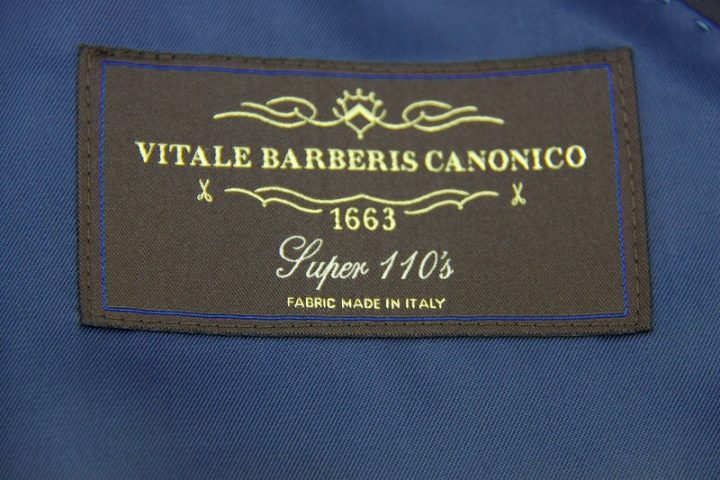 VITALE BARBERIS CANONICO
1663
Super 110's
FABRIC MADE IN ITALY